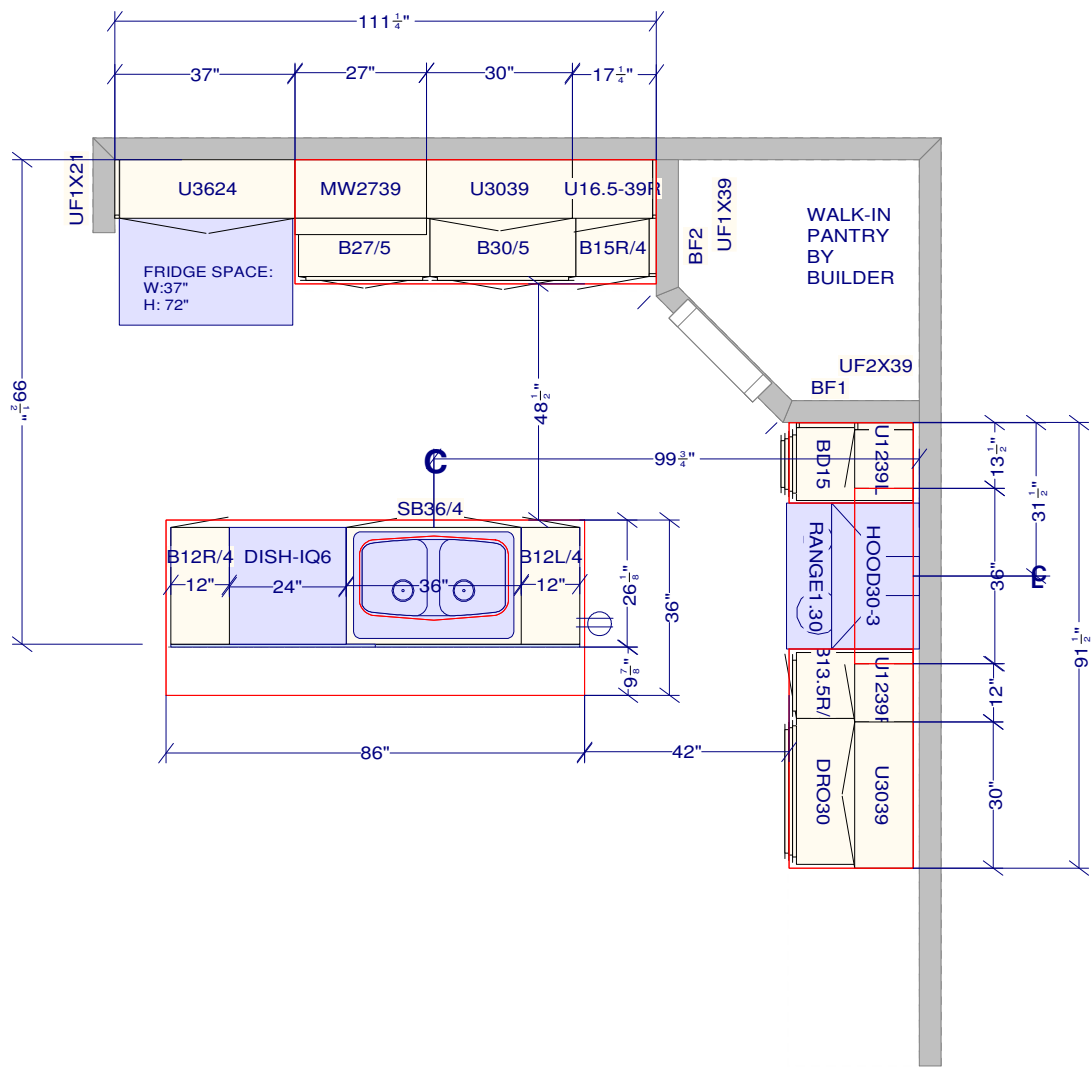 111 1/4"
37"
27"
30"
17 1/4"
UF1X21
U3624
MW2739
U3039
U16.5-39R
B27/5
B30/5
B15R/4
FRIDGE SPACE:
W:37"
H: 72"
BF2
UF1X39
WALK-IN
PANTRY
BY
BUILDER
UF2X39
BF1
99 1/2"
48 1/2"
C
99 3/4"
BD15
U1239L
13 1/2"
31 1/2"
SB36/4
B12R/4
DISH-IQ6
B12L/4
12"
24"
36"
12"
26 1/8"
36"
9 7/8"
RANGE1.30
HOOD30-3
36"
91 1/2"
B13.5R/
U1239R
12"
86"
42"
DRO30
U3039
30"